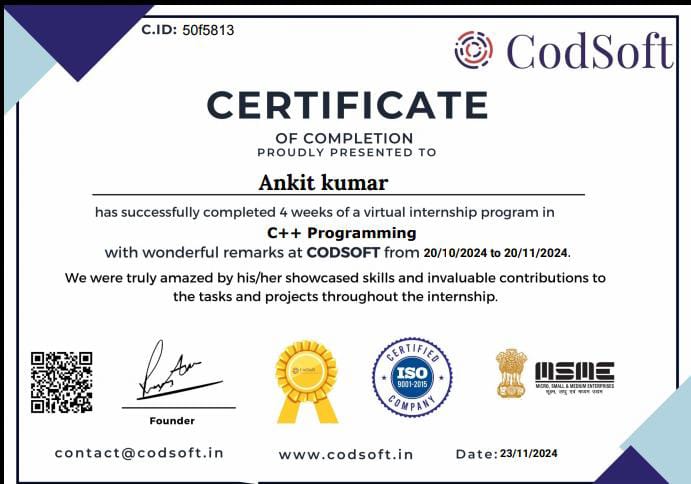 C.ID: 50f5813
CodSoft
CERTIFICATE
OF COMPLETION
PROUDLY PRESENTED TO
Ankit kumar
has successfully completed 4 weeks of a virtual internship program in
C++ Programming
with wonderful remarks at CODSOFT from 20/10/2024 to 20/11/2024.
We were truly amazed by his/her showcased skills and invaluable contributions to
the tasks and projects throughout the internship.
Founder
CodSoft
CERTIFIED
ISO
9001-2015
COMPANY
MSME
MICRO, SMALL & MEDIUM ENTERPRISES
सूक्ष्म, लघु एवं मध्यम उद्यम
contact@codsoft.in
www.codsoft.in
Date: 23/11/2024